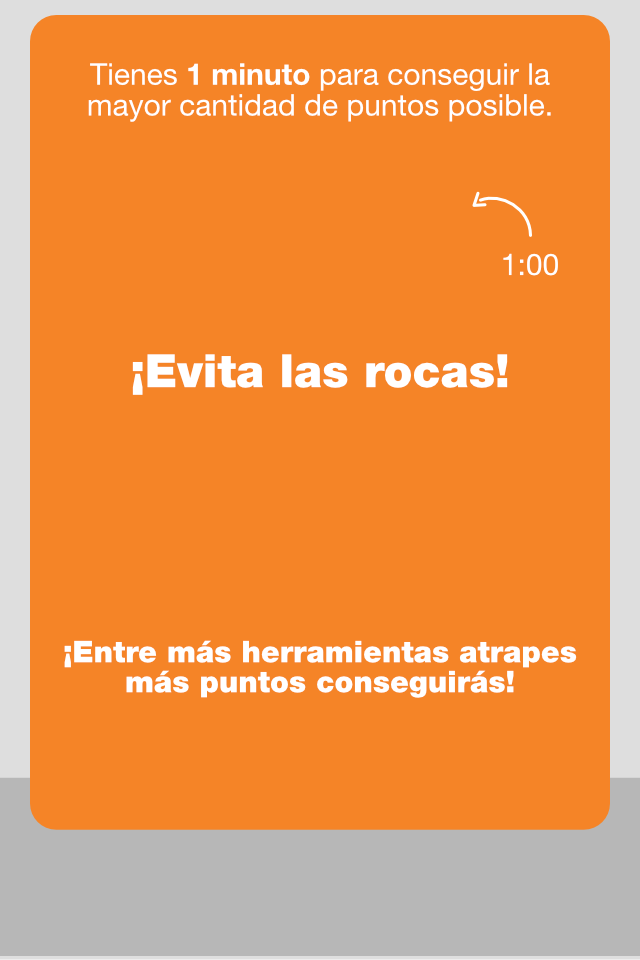 Tienes 1 minuto para conseguir la
mayor cantidad de puntos posible.
1:00
¡Evita las rocas!
¡Entre más herramientas atrapes
más puntos conseguirás!